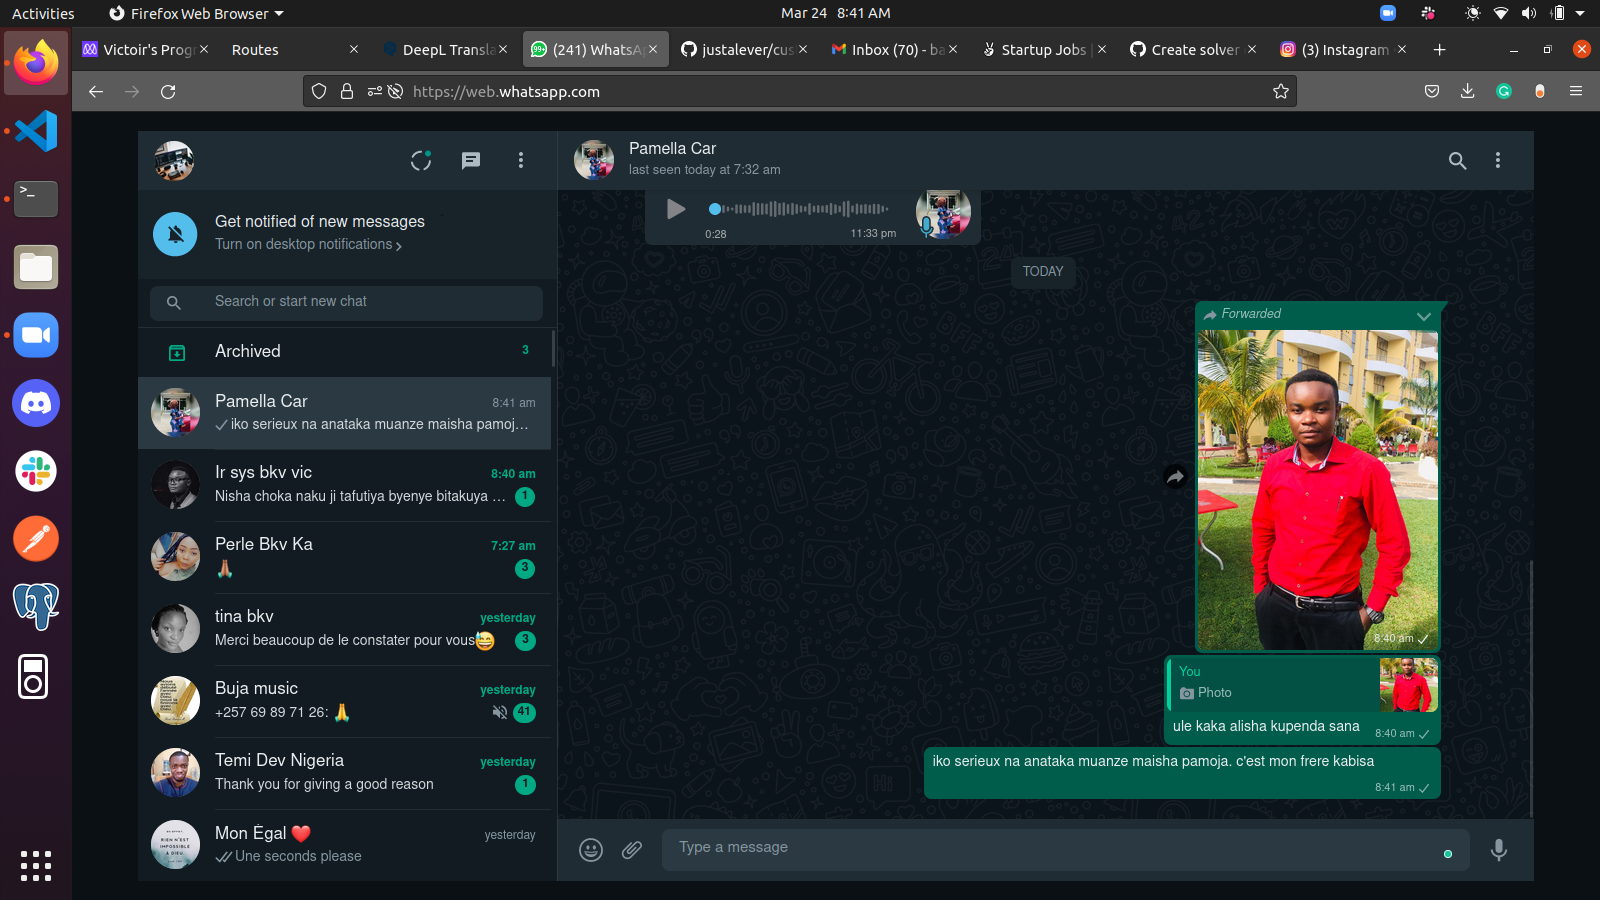 Activities
Firefox Web Browser
Mar 24 8:41 AM
Victoir's Prog
Routes
DeepL Transla
99+
(241) WhatsA
justalever/cus
Inbox (70) - ba
Startup Jobs |
Create solver
(3) Instagram
https://web.whatsapp.com
Pamella Car
last seen today at 7:32 am
Get notified of new messages
Turn on desktop notifications
Search or start new chat
Archived
3
Pamella Car
8:41 am
iko serieux na anataka muanze maisha pamoj...
Ir sys bkv vic
8:40 am
Nisha choka naku ji tafutiya byenye bitakuya ...
1
Perle Bkv Ka
7:27 am
🙏🏽
3
tina bkv
yesterday
Merci beaucoup de le constater pour vous😅
3
Buja music
yesterday
+257 69 89 71 26: 🙏
41
Temi Dev Nigeria
yesterday
Thank you for giving a good reason
1
Mon Égal ❤️
yesterday
Une seconds please
0:28
11:33 pm
TODAY
Forwarded
8:40 am
You
Photo
ule kaka alisha kupenda sana
8:40 am
iko serieux na anataka muanze maisha pamoja. c'est mon frere kabisa
8:41 am
Type a message